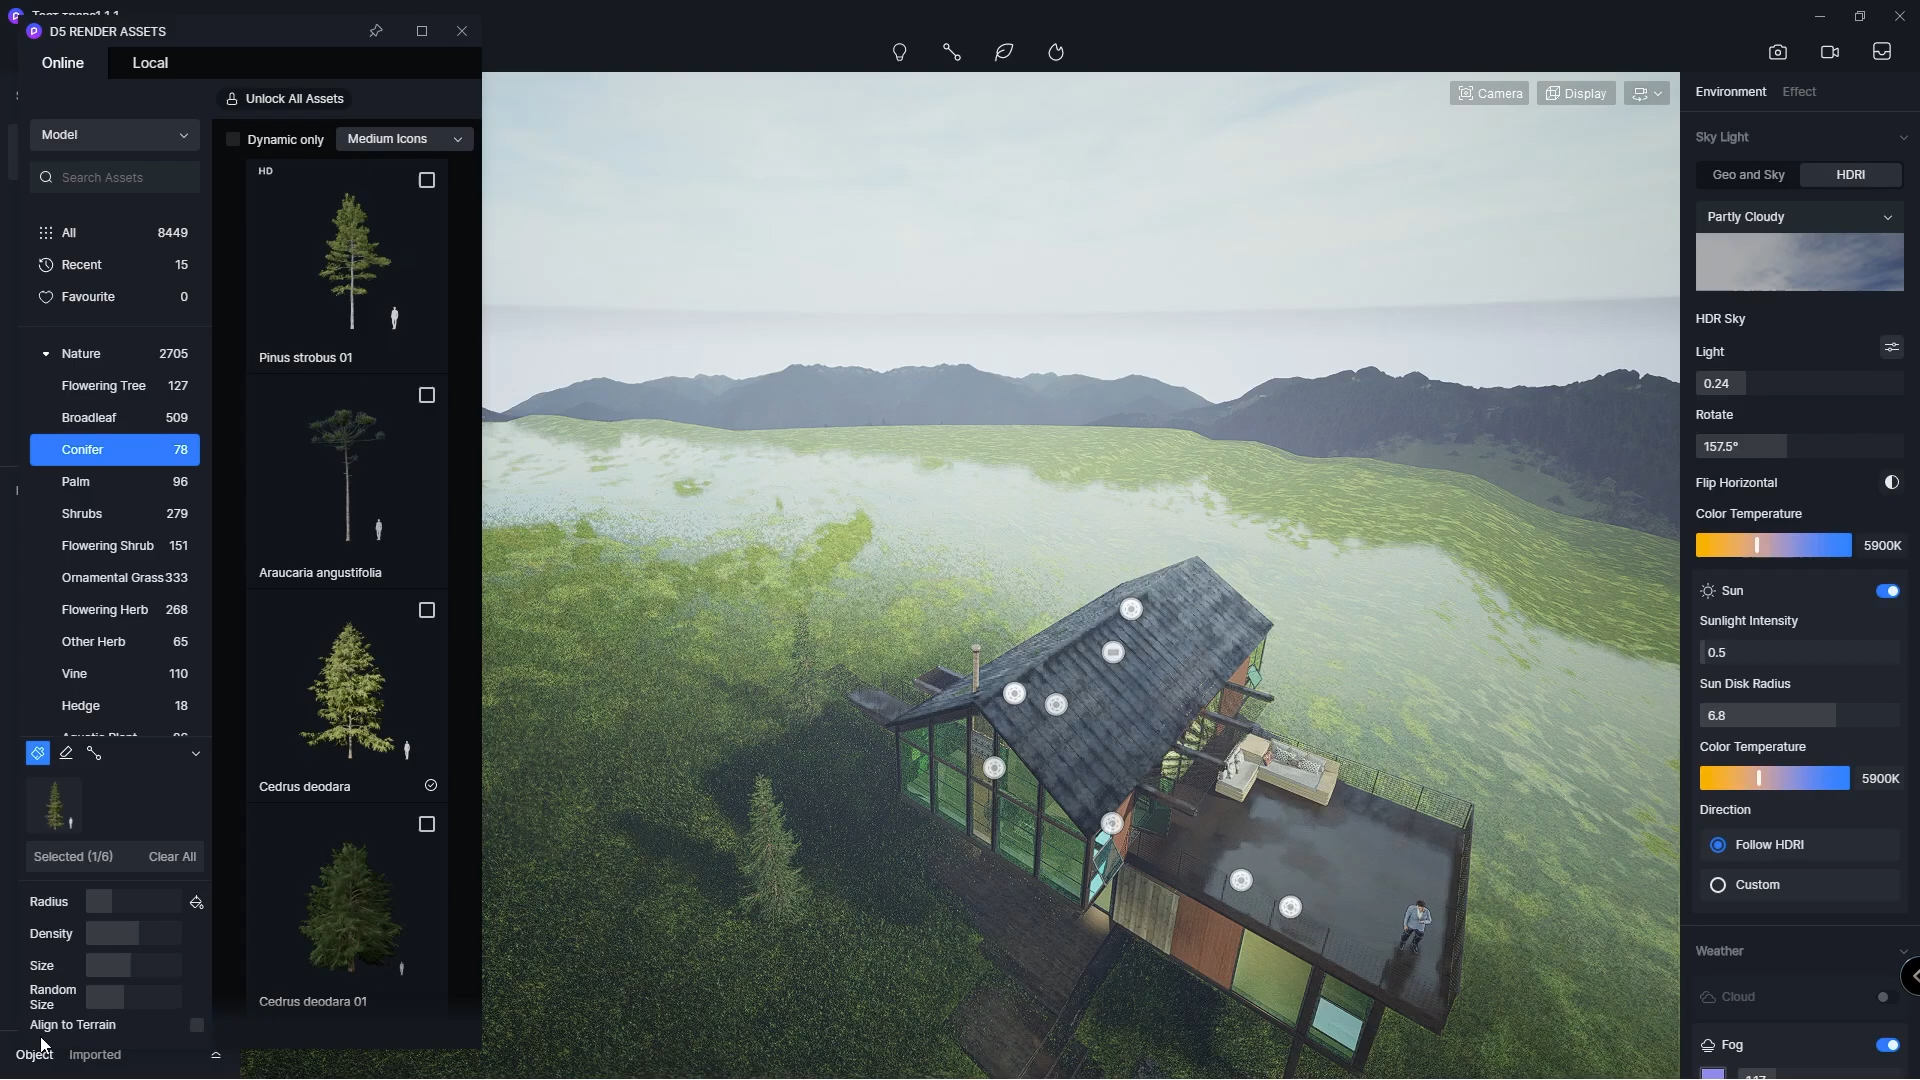 D5 RENDER ASSETS
Online
Local
Unlock All Assets
Model
Dynamic only
Medium Icons
Search Assets
All 8449
Recent 15
Favourite 0
Nature 2705
Flowering Tree 127
Broadleaf 509
Conifer 78
Palm 96
Shrubs 279
Flowering Shrub 151
Ornamental Grass 333
Flowering Herb 268
Other Herb 65
Vine 110
Hedge 18
HD
Pinus strobus 01
Araucaria angustifolia
Cedrus deodara
Cedrus deodara 01
Selected (1/6)
Clear All
Radius
Density
Size
Random
Size
Align to Terrain
Object
Imported
Camera
Display
Environment
Effect
Sky Light
Geo and Sky
HDRI
Partly Cloudy
HDR Sky
Light
0.24
Rotate
157.5°
Flip Horizontal
Color Temperature
5900K
Sun
Sunlight Intensity
0.5
Sun Disk Radius
6.8
Color Temperature
5900K
Direction
Follow HDRI
Custom
Weather
Cloud
Fog